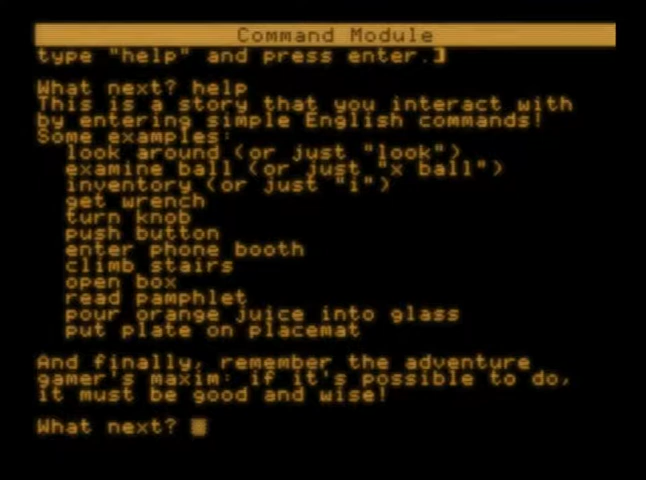 Command Module
type "help" and press enter.]
What next? help
This is a story that you interact with
by entering simple English commands!
Some examples:
look around (or just "look")
examine ball (or just "x ball")
inventory (or just "i")
get wrench
turn knob
push button
enter phone booth
climb stairs
open box
read pamphlet
pour orange juice into glass
put plate on placemat
And finally, remember the adventure
gamer's maxim: if it's possible to do,
it must be good and wise!
What next?